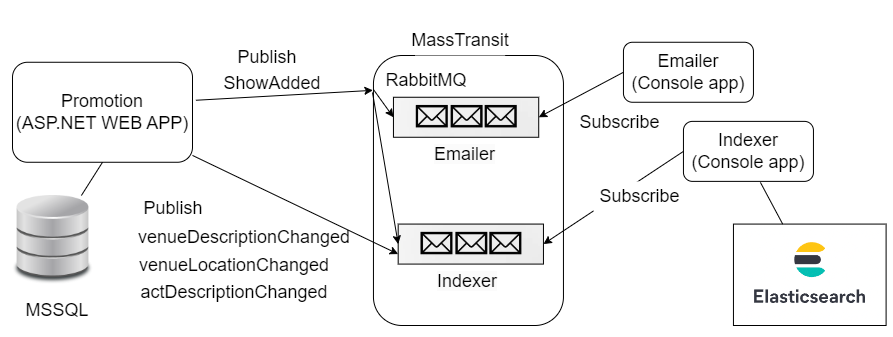 MassTransit
Publish
ShowAdded
RabbitMQ
Emailer
(Console app)
Promotion
(ASP.NET WEB APP)
Subscribe
Emailer
Indexer
(Console app)
Subscribe
Publish
venueDescriptionChanged
venueLocationChanged
actDescriptionChanged
Indexer
MSSQL
Elasticsearch